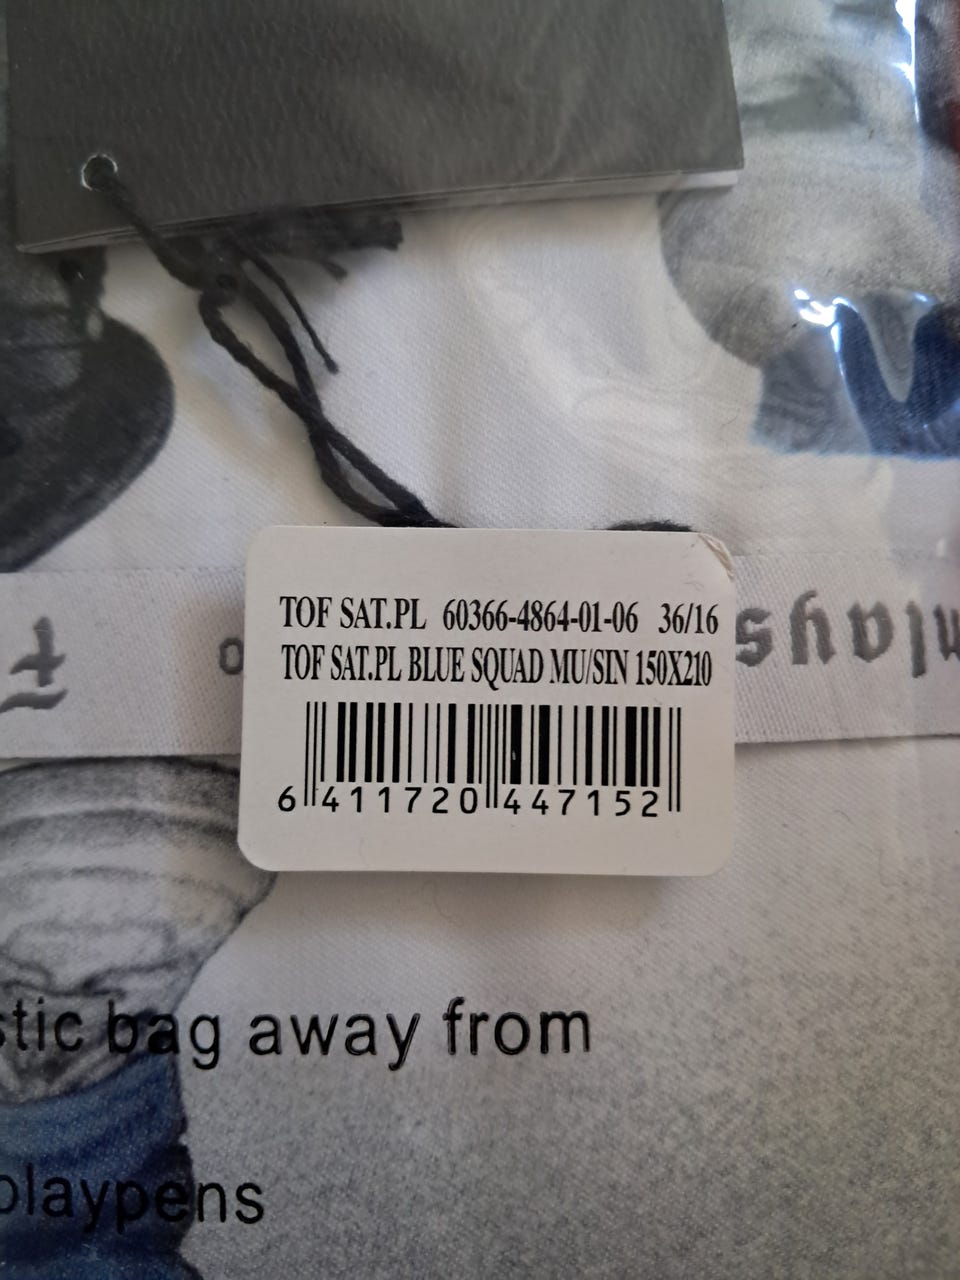 TOF SAT.PL 60366-4864-01-06 36/16
TOF SAT.PL BLUE SQUAD MU/SIN 150X210
6 411720 447152
bag away from
playpens